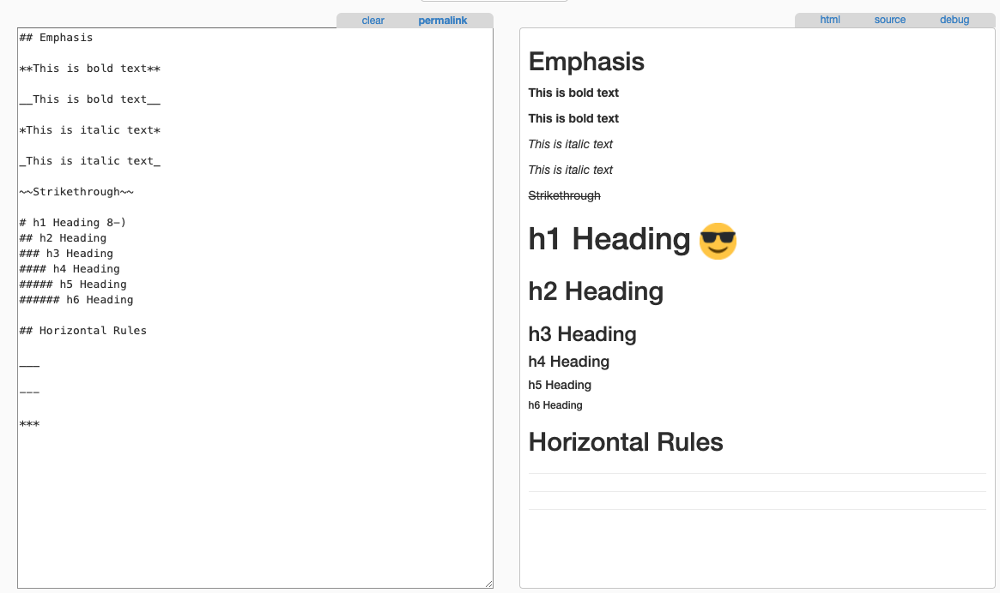 clear permalink
## Emphasis
**This is bold text**
__This is bold text__
*This is italic text*
_This is italic text_
~~Strikethrough~~
# h1 Heading 8-)
## h2 Heading
### h3 Heading
#### h4 Heading
##### h5 Heading
###### h6 Heading
## Horizontal Rules
___
---
***
html source debug
Emphasis
This is bold text
This is bold text
This is italic text
This is italic text
Strikethrough
h1 Heading 😎
h2 Heading
h3 Heading
h4 Heading
h5 Heading
h6 Heading
Horizontal Rules